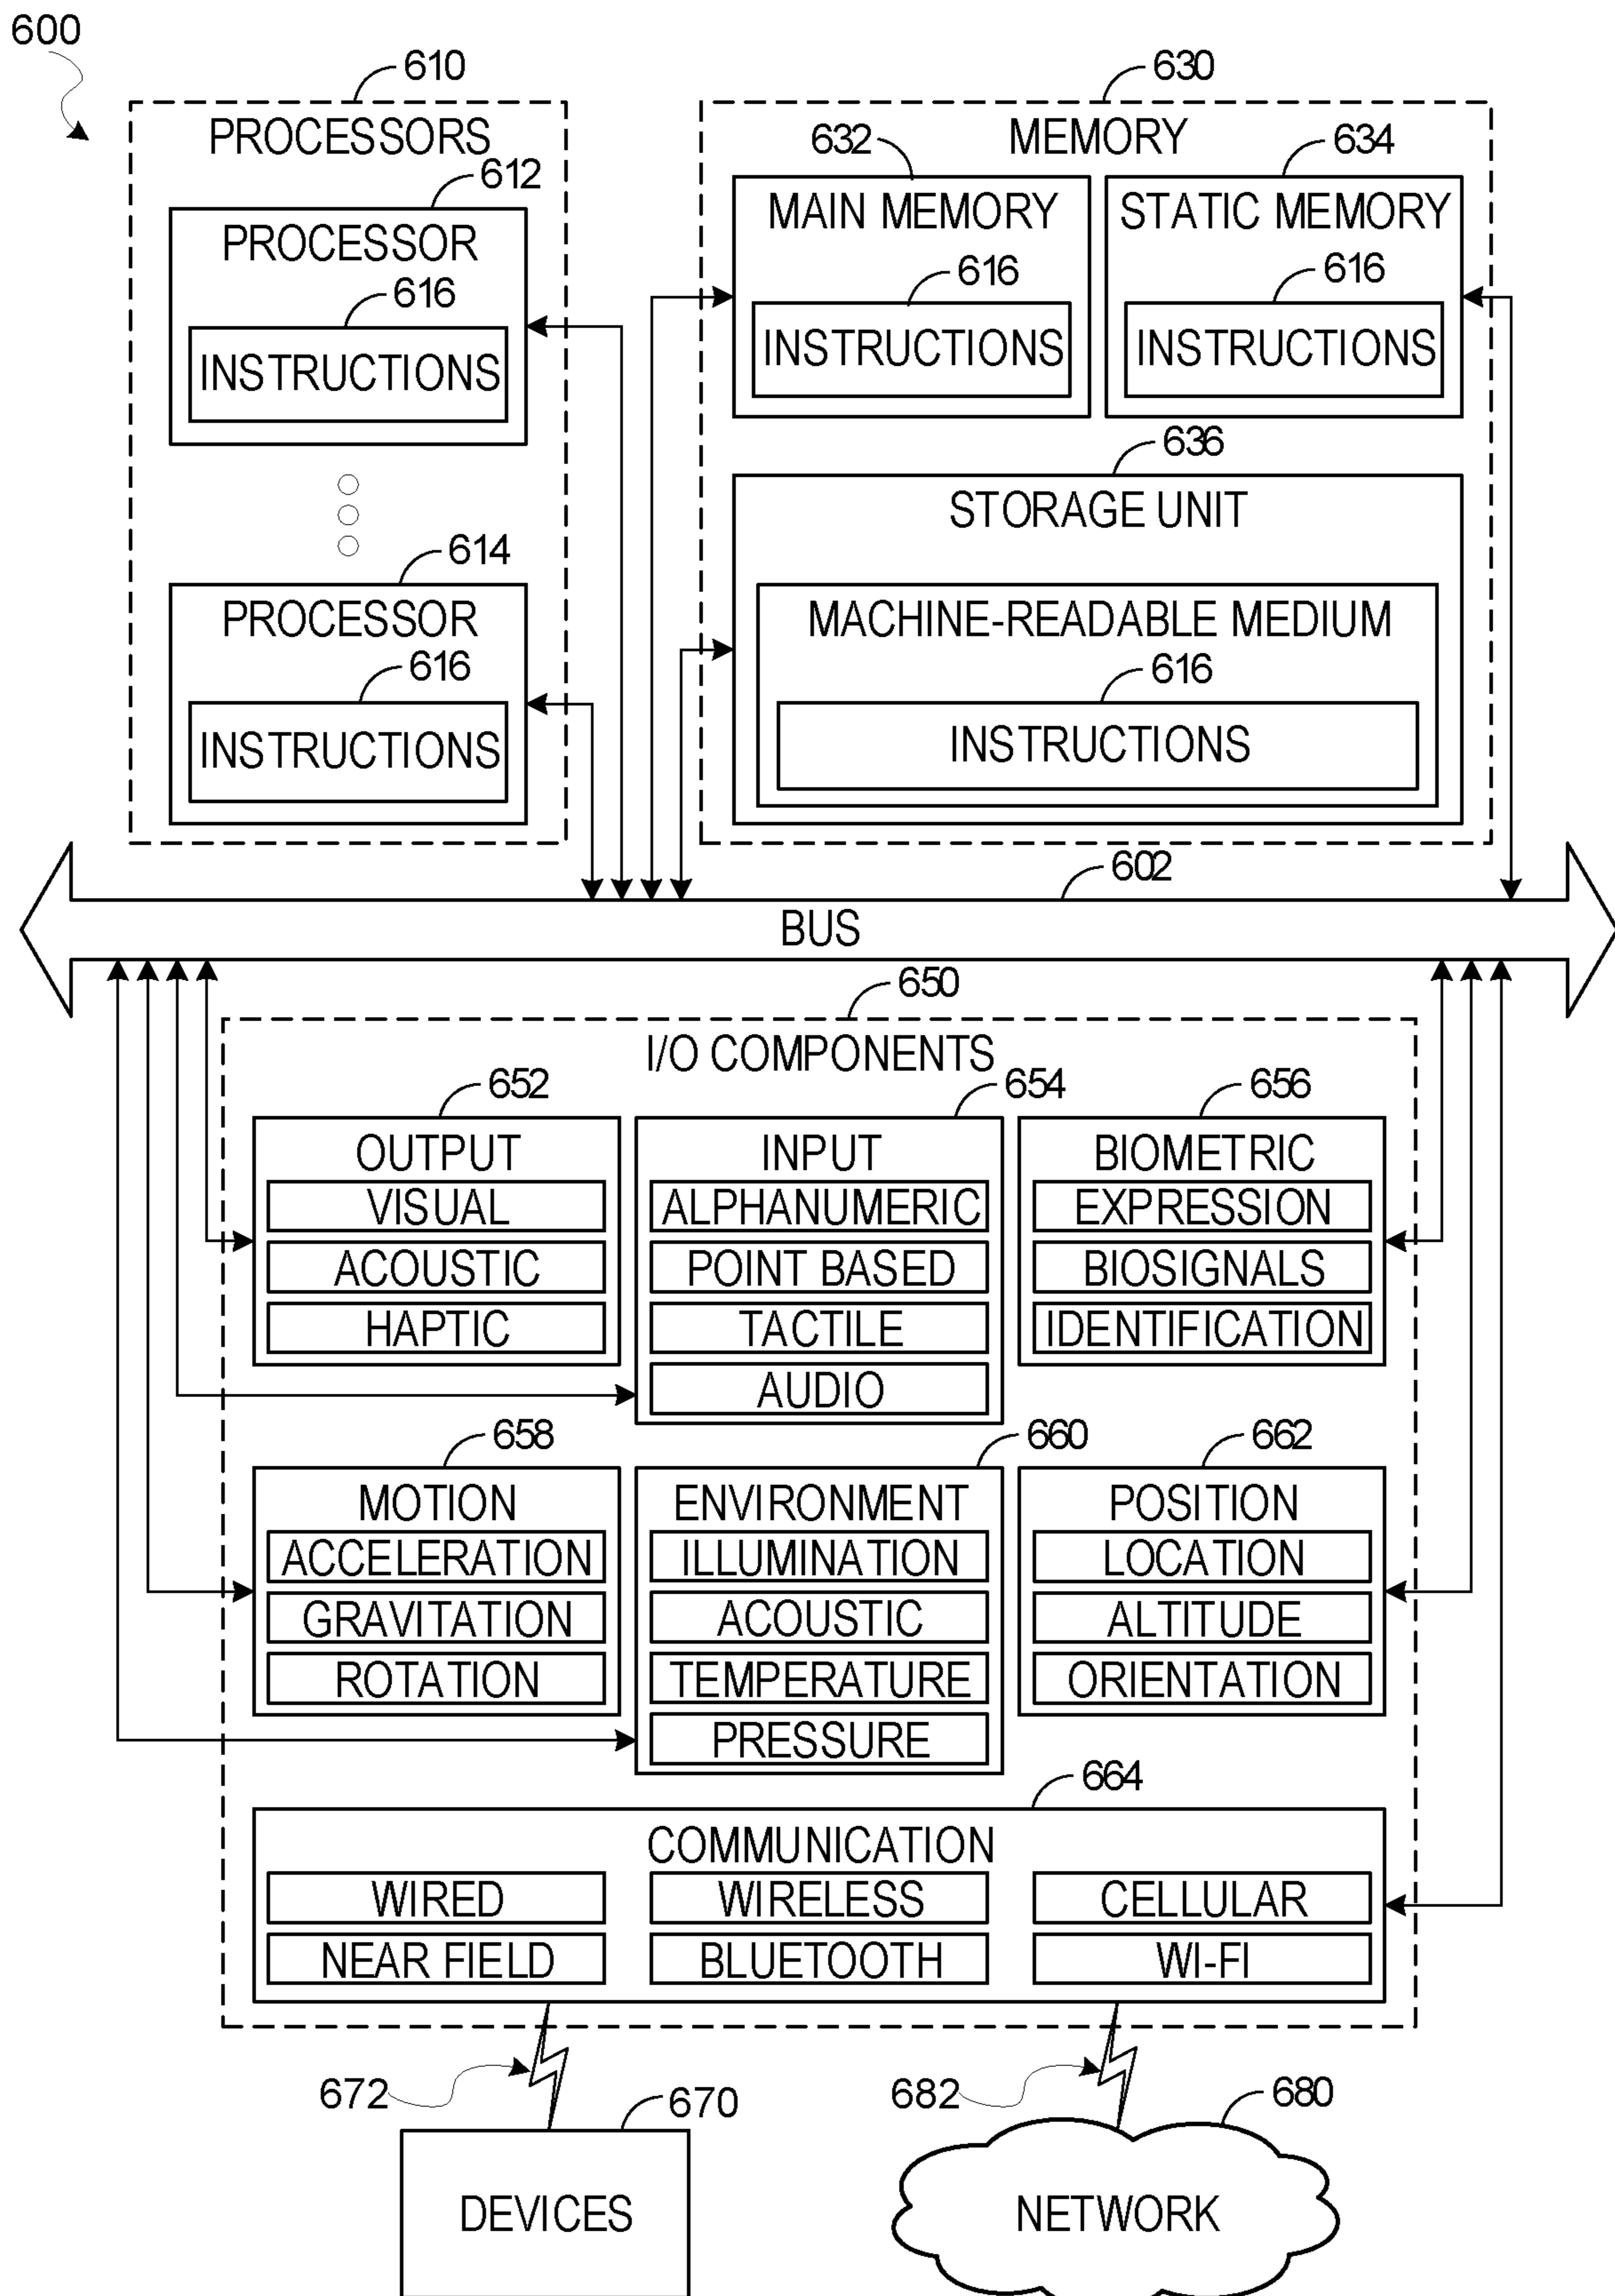 600
610
PROCESSORS
612
PROCESSOR
616
INSTRUCTIONS
614
PROCESSOR
616
INSTRUCTIONS
630
MEMORY
632
MAIN MEMORY
616
INSTRUCTIONS
634
STATIC MEMORY
616
INSTRUCTIONS
636
STORAGE UNIT
MACHINE-READABLE MEDIUM
616
INSTRUCTIONS
602
BUS
650
I/O COMPONENTS
652
OUTPUT
VISUAL
ACOUSTIC
HAPTIC
654
INPUT
ALPHANUMERIC
POINT BASED
TACTILE
AUDIO
656
BIOMETRIC
EXPRESSION
BIOSIGNALS
IDENTIFICATION
658
MOTION
ACCELERATION
GRAVITATION
ROTATION
660
ENVIRONMENT
ILLUMINATION
ACOUSTIC
TEMPERATURE
PRESSURE
662
POSITION
LOCATION
ALTITUDE
ORIENTATION
664
COMMUNICATION
WIRED
WIRELESS
CELLULAR
NEAR FIELD
BLUETOOTH
WI-FI
672
670
DEVICES
682
680
NETWORK